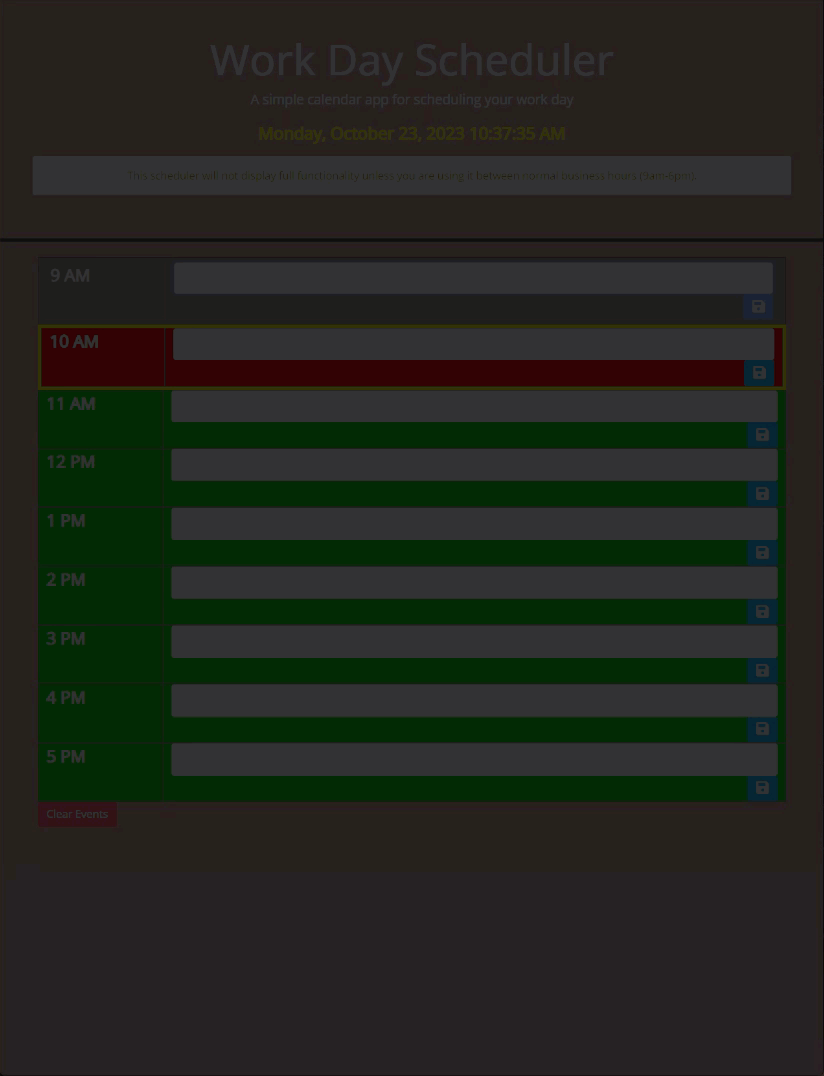 Work Day Scheduler
A simple calendar app for scheduling your work day
Monday, October 23, 2023 10:37:35 AM
This scheduler will not display full functionality unless you are using it between normal business hours (9am-5pm).
9 AM
10 AM
11 AM
12 PM
1 PM
2 PM
3 PM
4 PM
5 PM
Clear Events